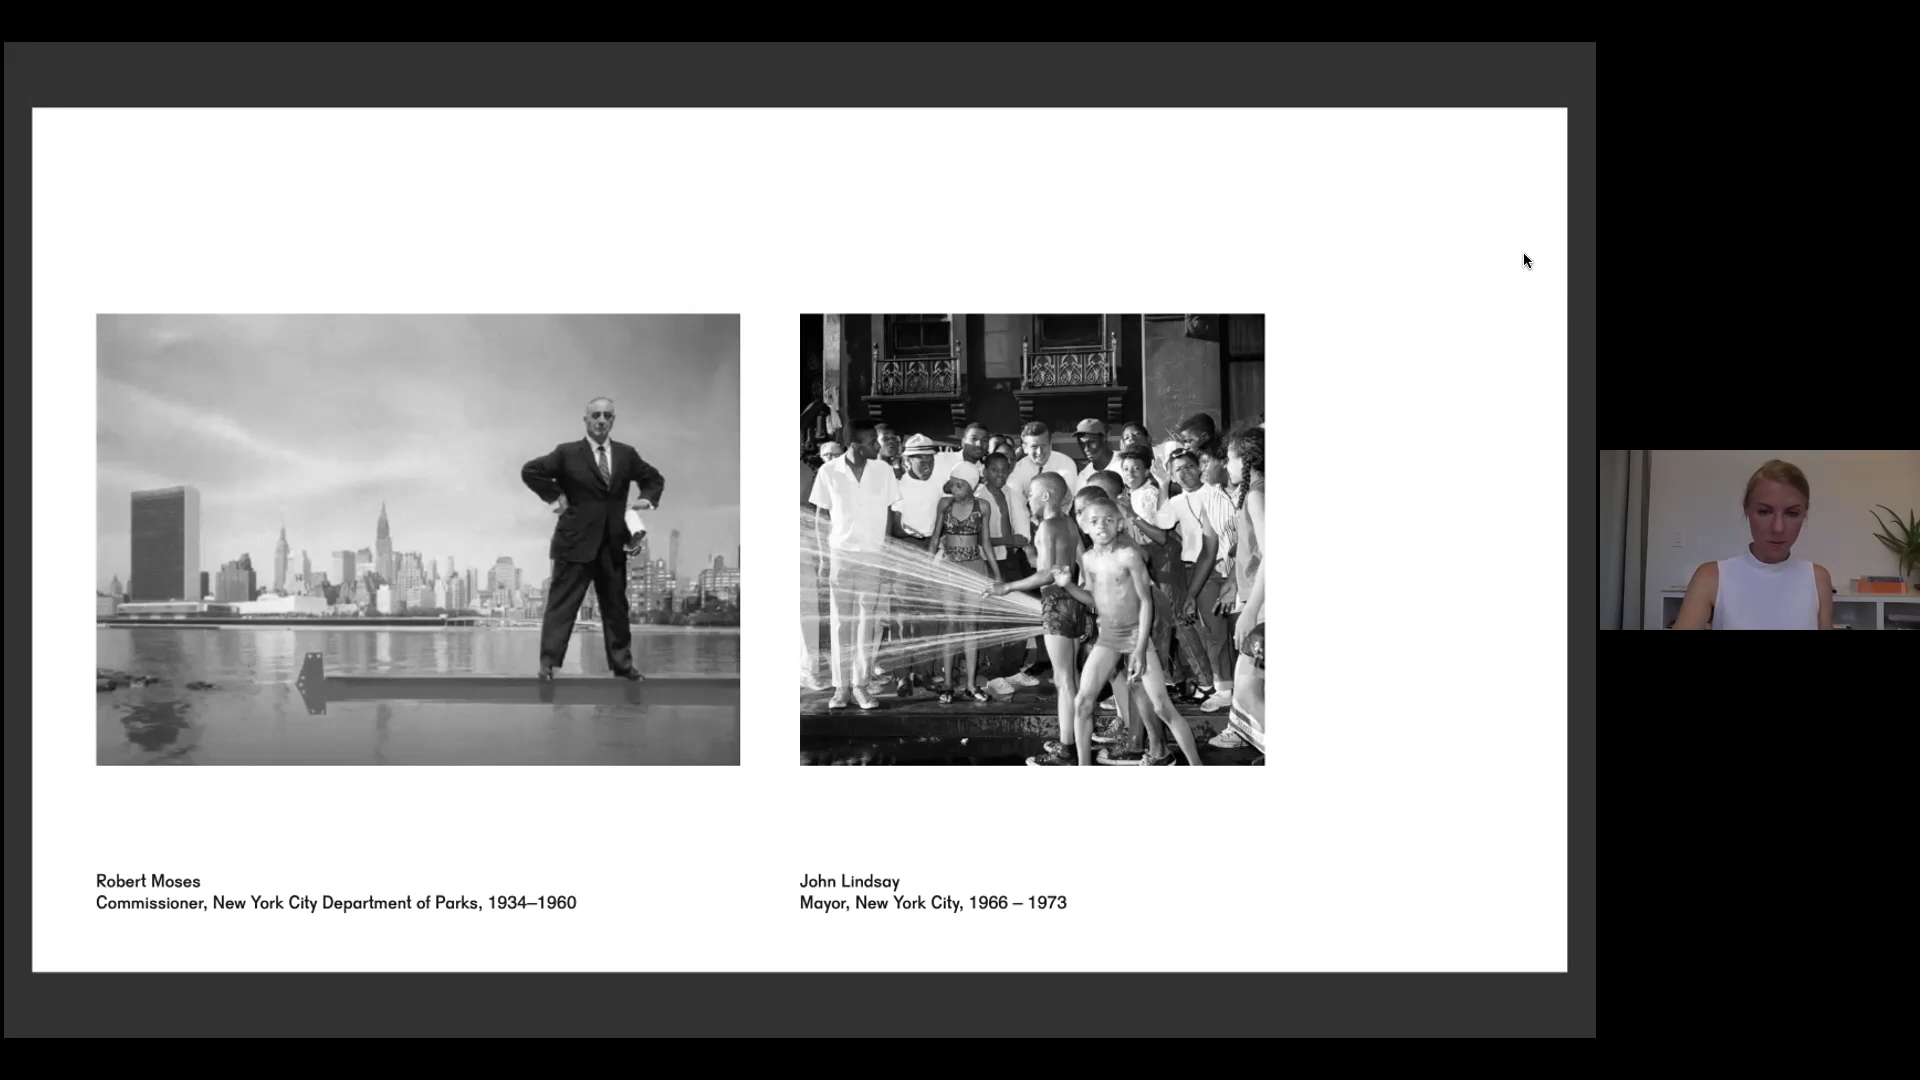 Robert Moses
Commissioner, New York City Department of Parks, 1934–1960
John Lindsay
Mayor, New York City, 1966 – 1973